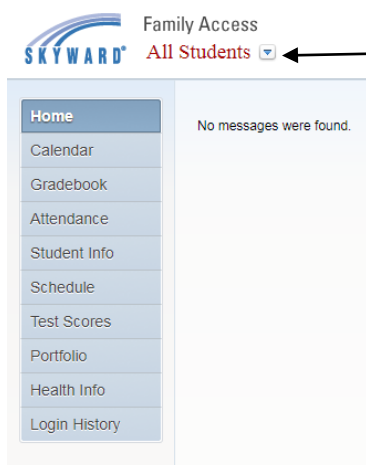 Family Access
SKYWARD®
All Students
Home
No messages were found.
Calendar
Gradebook
Attendance
Student Info
Schedule
Test Scores
Portfolio
Health Info
Login History